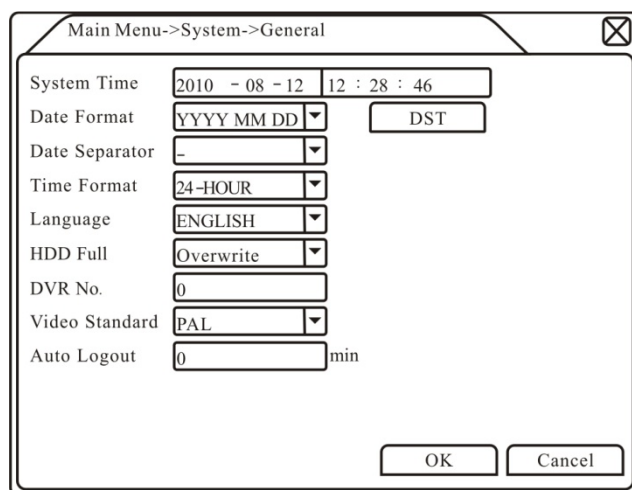 Main Menu->System->General
System Time 2010 - 08 - 12 12 : 28 : 46
Date Format YYYY MM DD DST
Date Separator -
Time Format 24-HOUR
Language ENGLISH
HDD Full Overwrite
DVR No. 0
Video Standard PAL
Auto Logout 0 min
OK Cancel